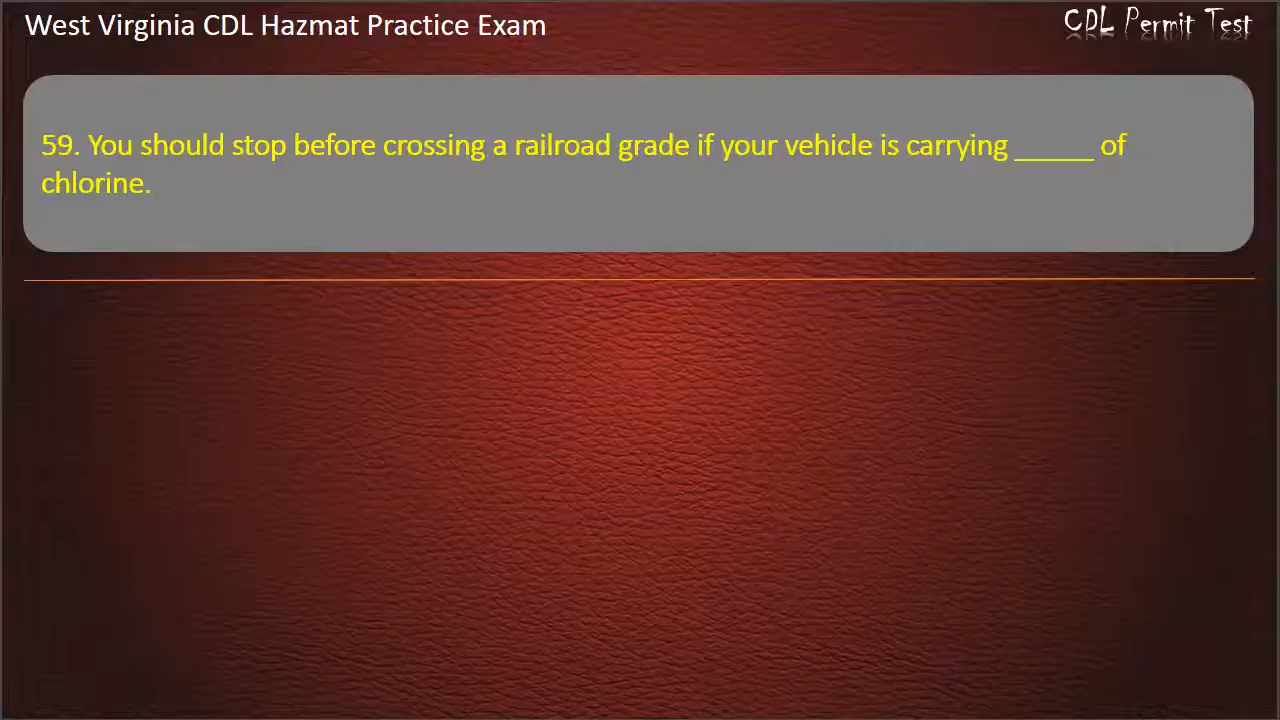 West Virginia CDL Hazmat Practice Exam
CDL Permit Test
59. You should stop before crossing a railroad grade if your vehicle is carrying _____ of
chlorine.